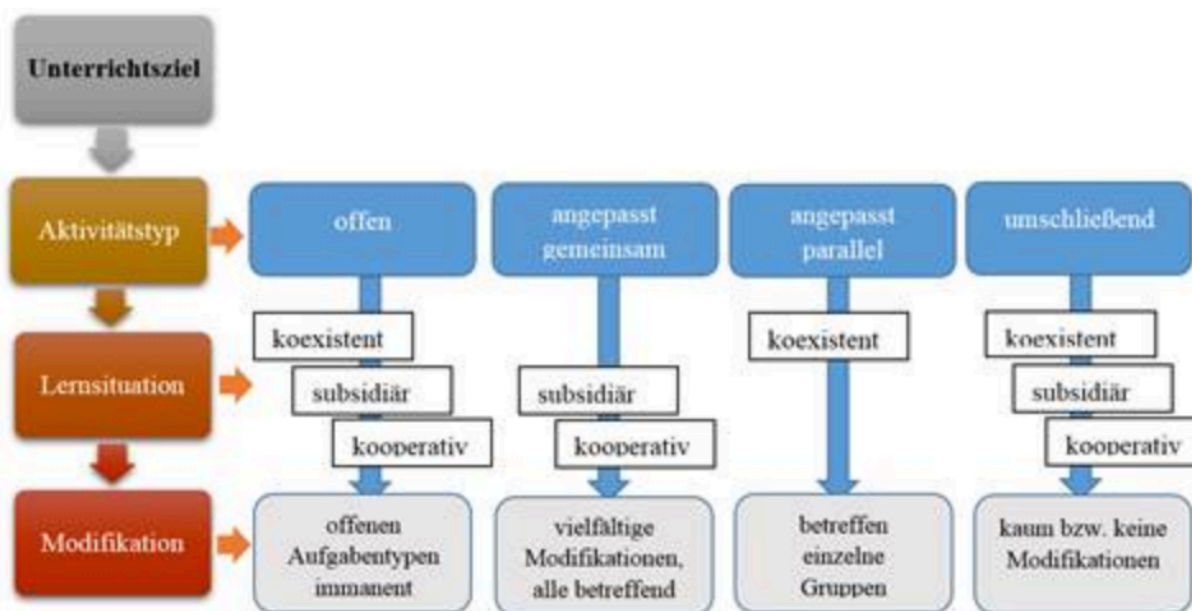 Unterrichtsziel
Aktivitätstyp
offen
angepasst
gemeinsam
angepasst
parallel
umschließend
Lernsituation
koexistent
subsidiär
kooperativ
subsidiär
kooperativ
koexistent
koexistent
subsidiär
kooperativ
Modifikation
offenen
Aufgabentypen
immanent
vielfältige
Modifikationen,
alle betreffend
betreffen
einzelne
Gruppen
kaum bzw. keine
Modifikationen